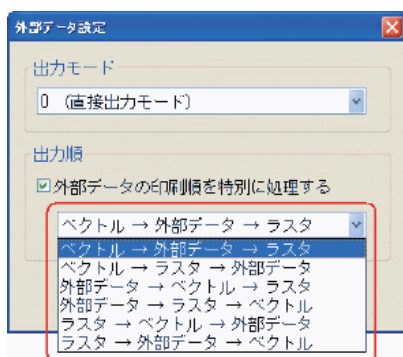 外部データ設定
出力モード
0 （直接出力モード）
出力順
外部データの印刷順を特別に処理する
ベクトル → 外部データ → ラスタ
ベクトル → 外部データ → ラスタ
ベクトル → ラスタ → 外部データ
外部データ → ベクトル → ラスタ
外部データ → ラスタ → ベクトル
ラスタ → ベクトル → 外部データ
ラスタ → 外部データ → ベクトル